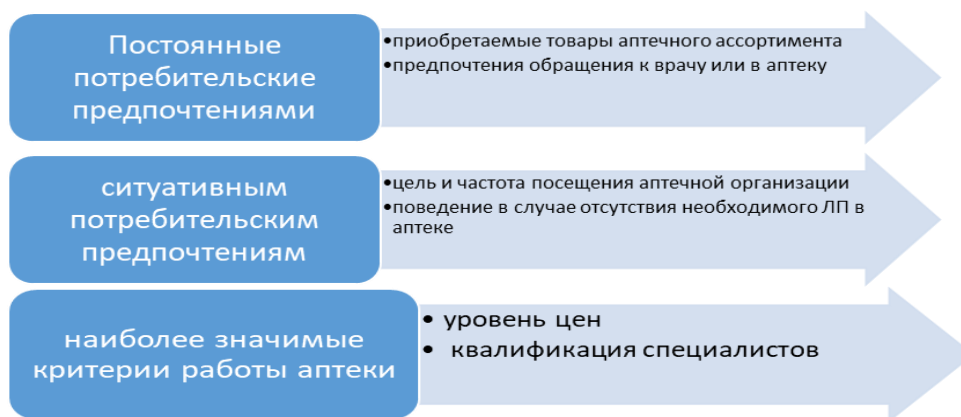 Постоянные
потребительские
предпочтениями
•приобретаемые товары аптечного ассортимента
•предпочтения обращения к врачу или в аптеку
ситуативным
потребительским
предпочтениям
•цель и частота посещения аптечной организации
•поведение в случае отсутствия необходимого ЛП в
аптеке
наиболее значимые
критерии работы аптеки
• уровень цен
• квалификация специалистов